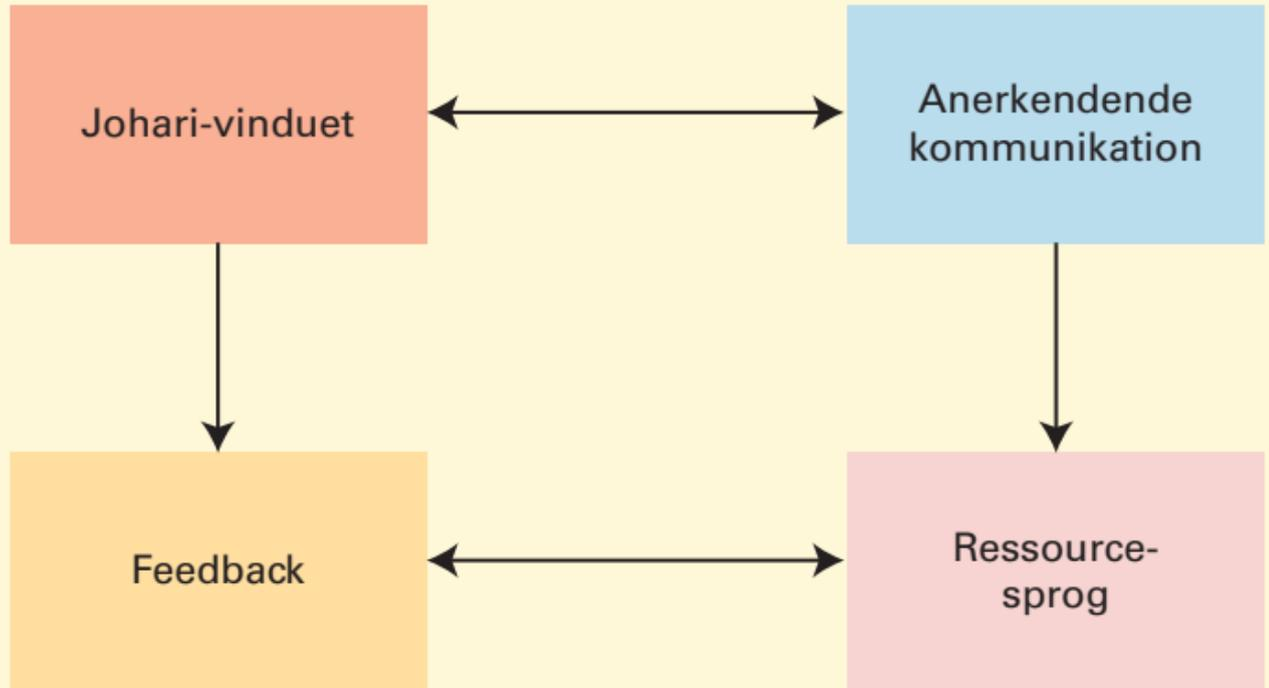 Johari-vinduet
Anerkendende
kommunikation
Feedback
Ressource-
sprog